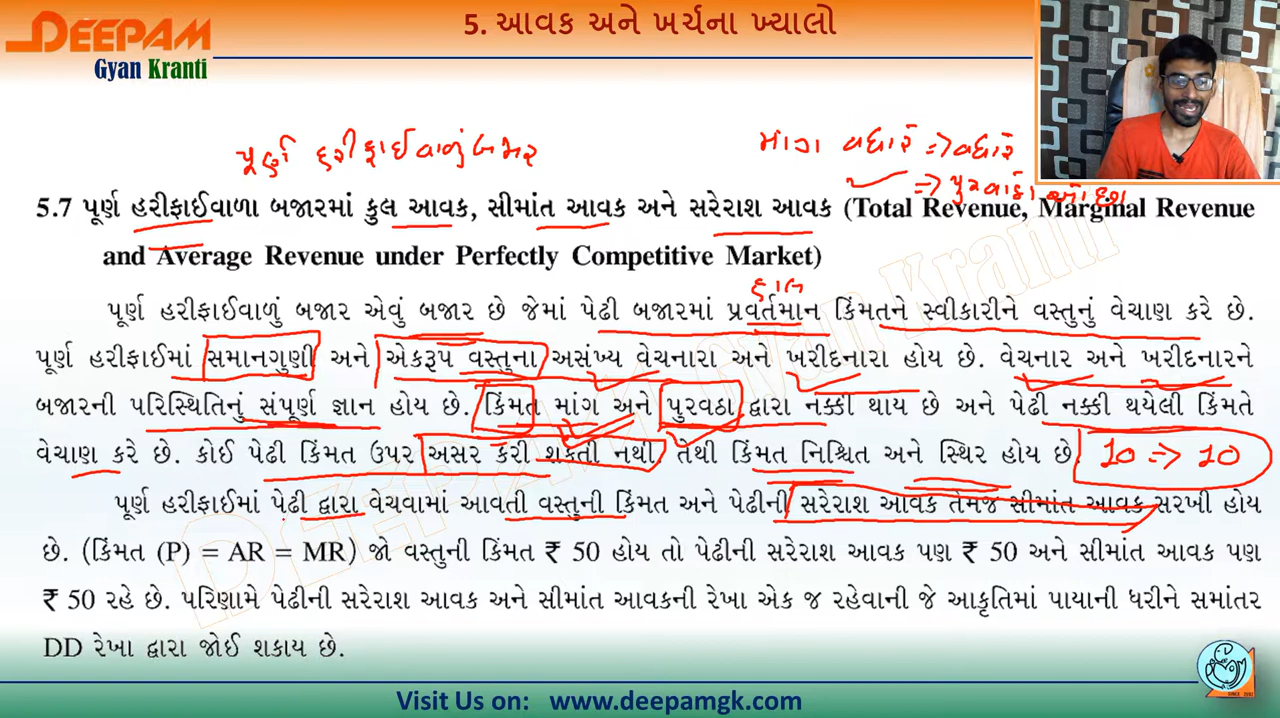 5. આવક અને ખર્ચના ખ્યાલો
DEEPAM
Gyan Kranti
પૂર્ણ હરીફાઈવાળું બજાર
માંગ વધારે => વધારે
=> પુરવાઠો ઓછો
5.7 પૂર્ણ હરીફાઈવાળા બજારમાં કુલ આવક, સીમાંત આવક અને સરેરાશ આવક (Total Revenue, Marginal Revenue
and Average Revenue under Perfectly Competitive Market)
હાલ
પૂર્ણ હરીફાઈવાળું બજાર એવું બજાર છે જેમાં પેઢી બજારમાં પ્રવર્તમાન કિંમતને સ્વીકારીને વસ્તુનું વેચાણ કરે છે.
પૂર્ણ હરીફાઈમાં સમાનગુણી અને એકરૂપ વસ્તુના અસંખ્ય વેચનારા અને ખરીદનારા હોય છે. વેચનાર અને ખરીદનારને
બજારની પરિસ્થિતિનું સંપૂર્ણ જ્ઞાન હોય છે. કિંમત માંગ અને પુરવઠા દ્વારા નક્કી થાય છે અને પેઢી નક્કી થયેલી કિંમતે
વેચાણ કરે છે. કોઈ પેઢી કિંમત ઉપર અસર કરી શકતી નથી તેથી કિંમત નિશ્ચિત અને સ્થિર હોય છે 10 => 10
પૂર્ણ હરીફાઈમાં પેઢી દ્વારા વેચવામાં આવતી વસ્તુની કિંમત અને પેઢીની સરેરાશ આવક તેમજ સીમાંત આવક સરખી હોય
છે. (કિંમત (P) = AR = MR) જો વસ્તુની કિંમત ₹ 50 હોય તો પેઢીની સરેરાશ આવક પણ ₹ 50 અને સીમાંત આવક પણ
₹ 50 રહે છે. પરિણામે પેઢીની સરેરાશ આવક અને સીમાંત આવકની રેખા એક જ રહેવાની જે આકૃતિમાં પાયાની ધરીને સમાંતર
DD રેખા દ્વારા જોઈ શકાય છે.
Visit Us on: www.deepamgk.com